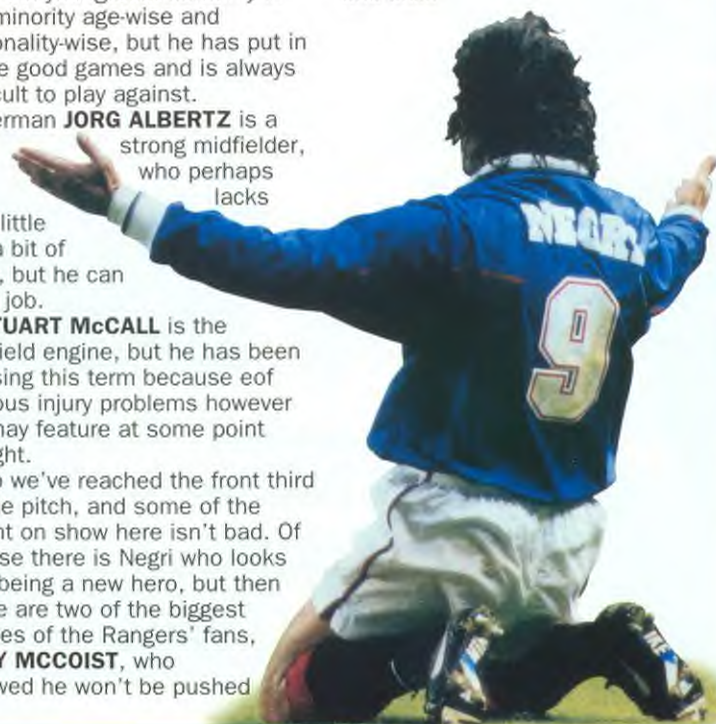 minority age-wise and
onality-wise, but he has put in
e good games and is always
cult to play against.
erman JORG ALBERTZ is a
strong midfielder,
who perhaps
lacks
little
a bit of
, but he can
job.
TUART McCALL is the
ield engine, but he has been
sing this term because eof
ous injury problems however
may feature at some point
ght.
o we've reached the front third
e pitch, and some of the
nt on show here isn't bad. Of
se there is Negri who looks
being a new hero, but then
e are two of the biggest
es of the Rangers' fans,
Y MCCOIST, who
wed he won't be pushed
NEGRI
9